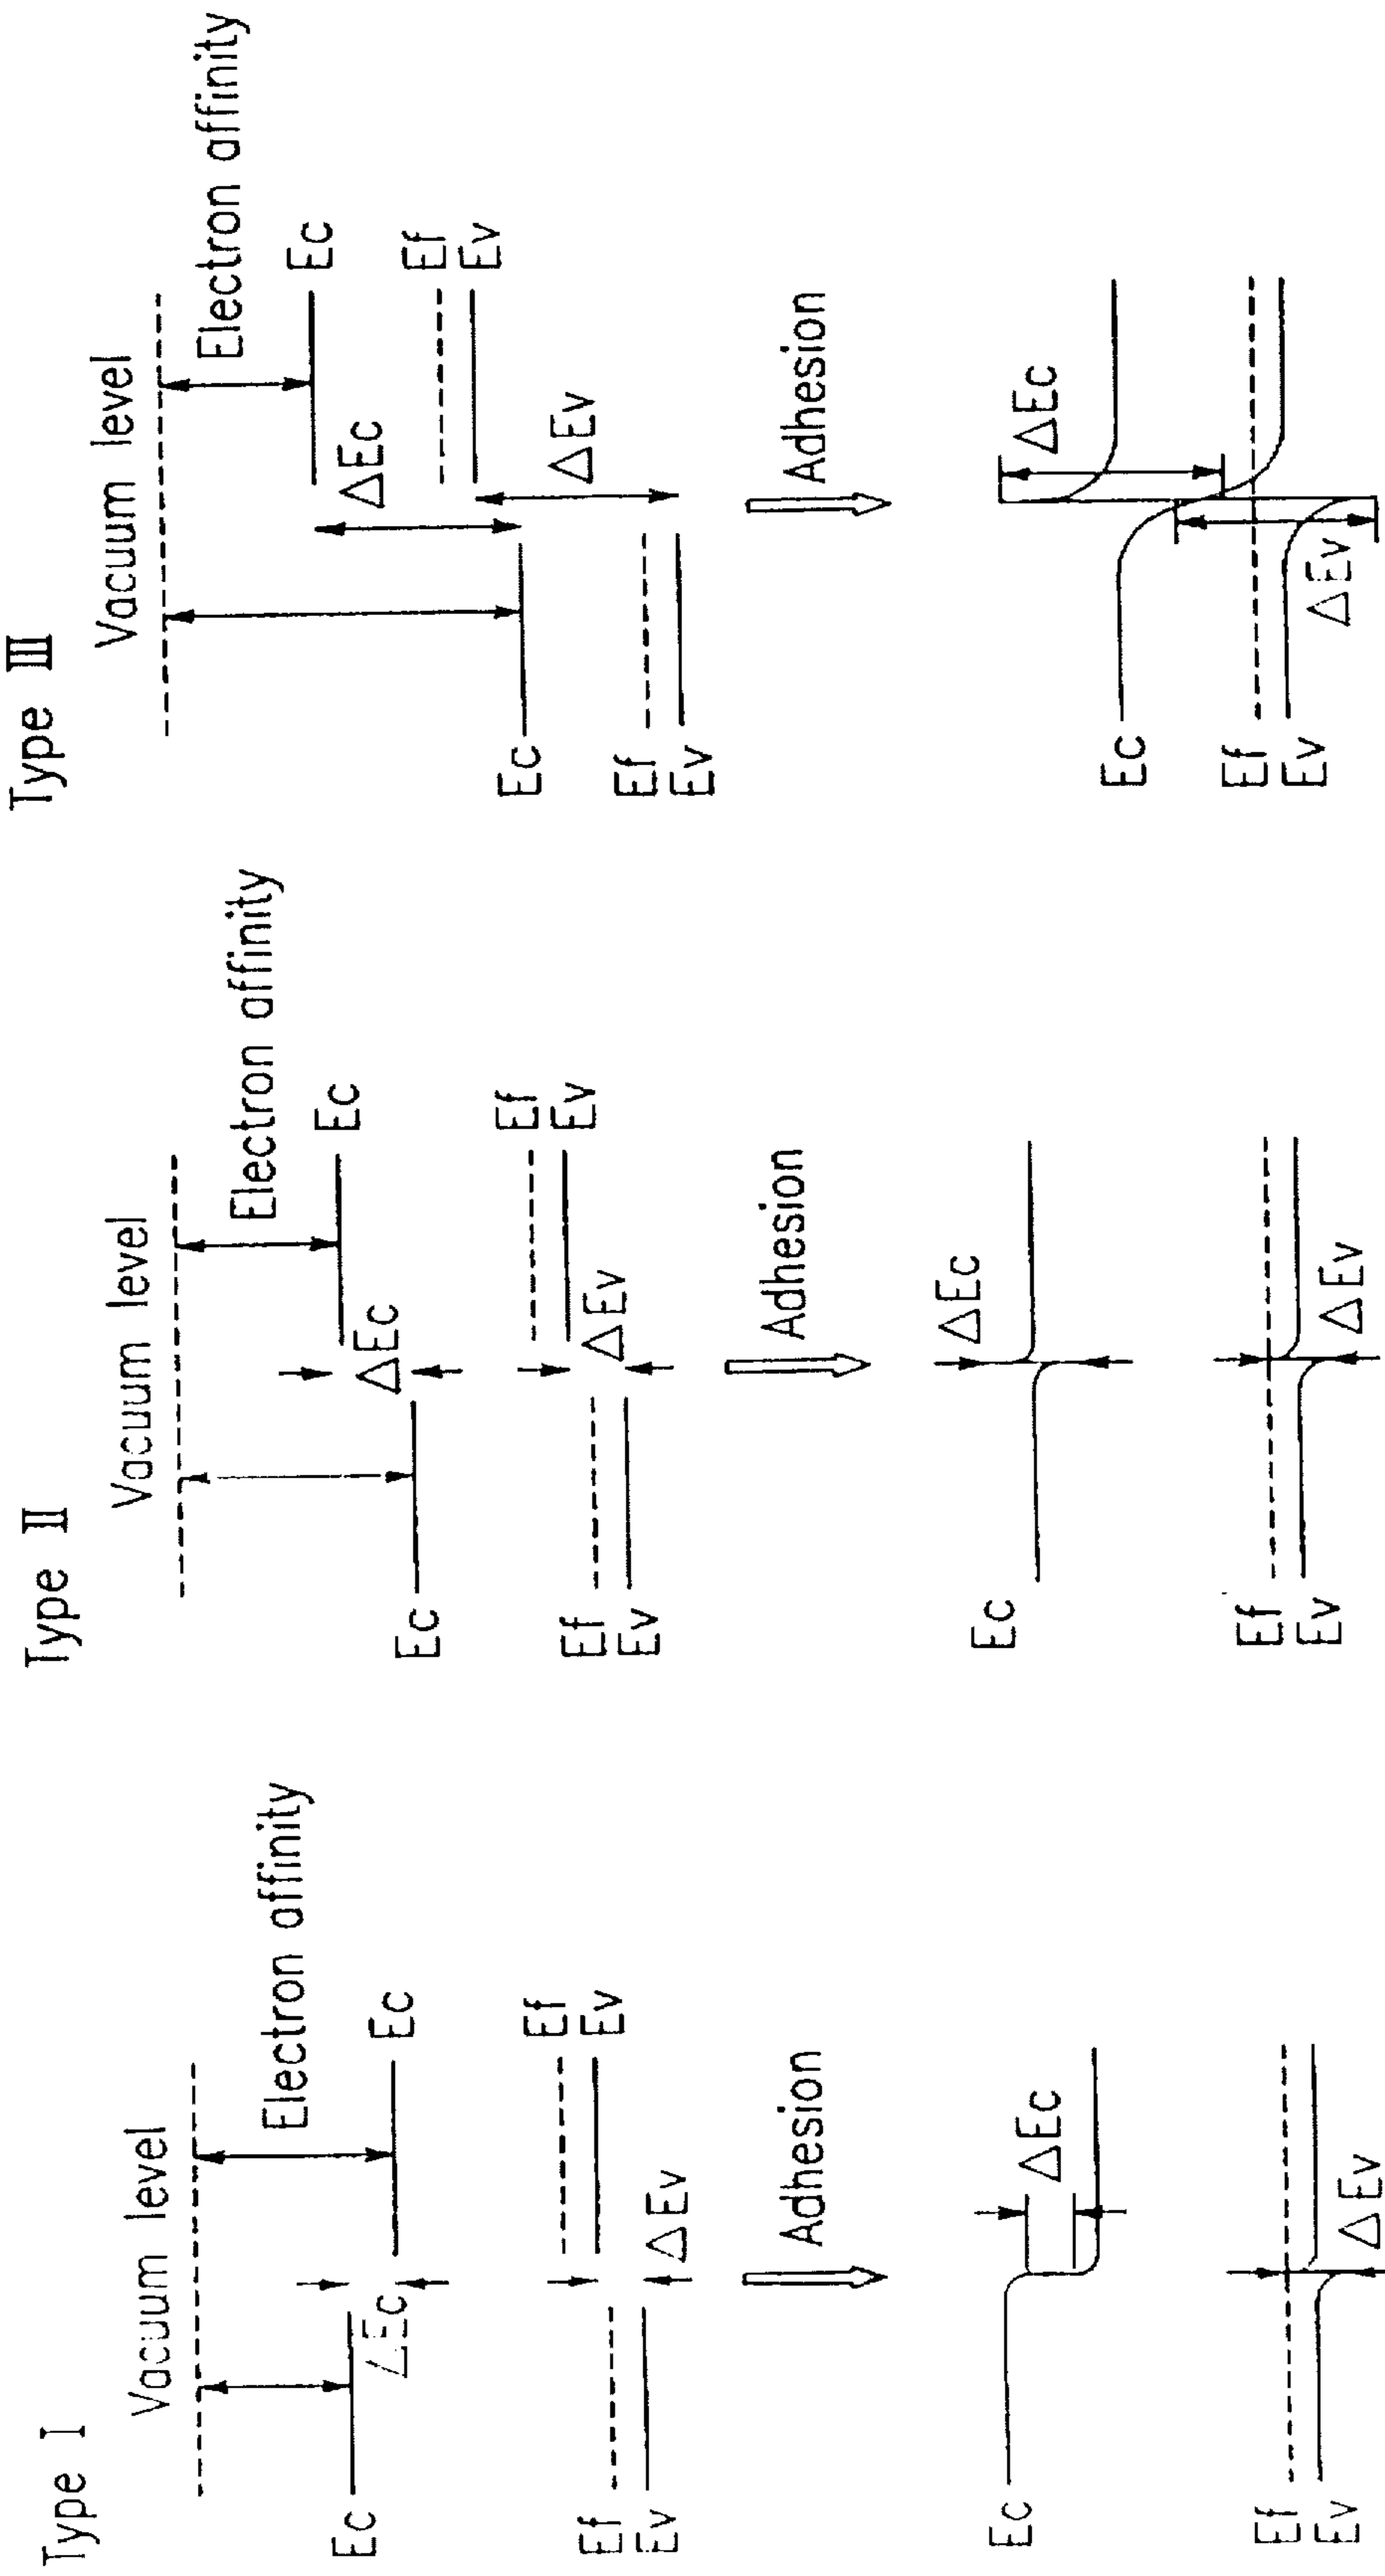 Type I
Vacuum level
Electron affinity
Ec
Ec
ΔEc
Ef
Ev
Ef
Ev
ΔEv
Adhesion
Ec
ΔEc
Ef
Ev
ΔEv
Type II
Vacuum level
Electron affinity
Ec
Ec
ΔEc
Ef
Ev
Ef
Ev
ΔEv
Adhesion
Ec
ΔEc
Ef
Ev
ΔEv
Type III
Vacuum level
Electron affinity
Ec
ΔEc
Ef
Ev
Ec
ΔEv
Ef
Ev
Adhesion
Ec
ΔEc
Ef
Ev
ΔEv